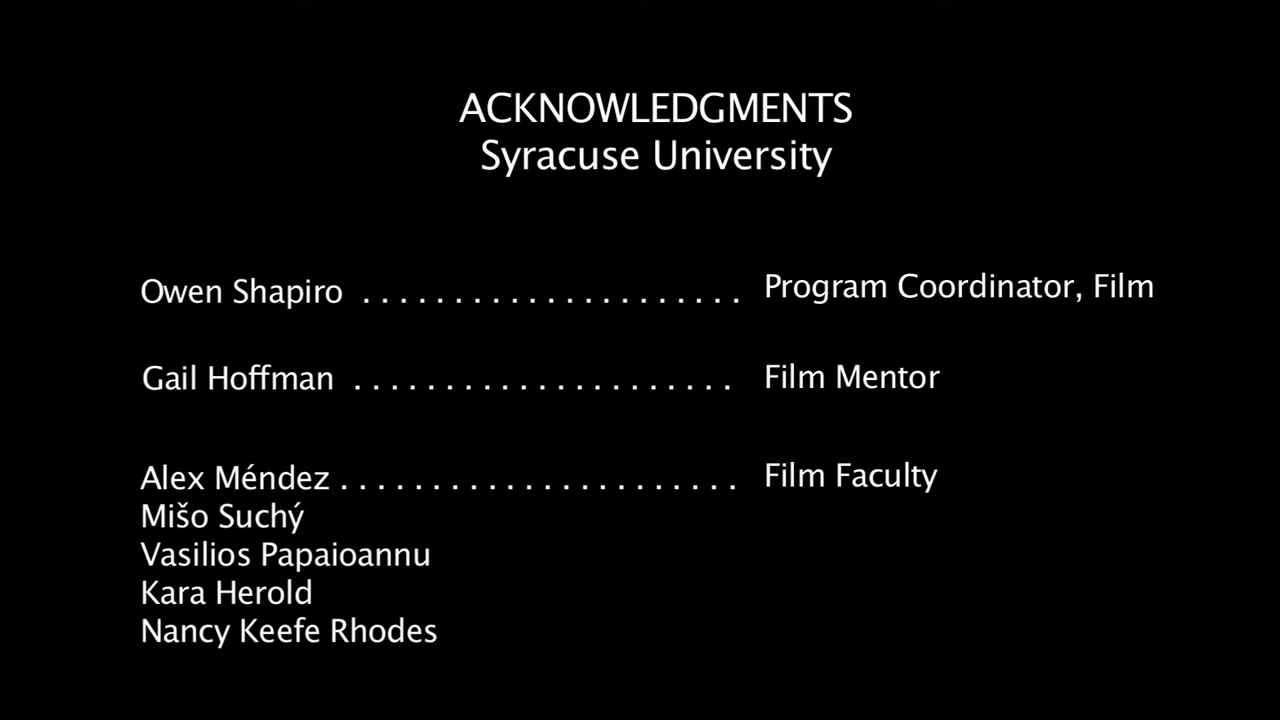 ACKNOWLEDGMENTS
Syracuse University
Owen Shapiro . . . . . . . . . . . . . . . . . . . . . Program Coordinator, Film
Gail Hoffman . . . . . . . . . . . . . . . . . . . . . Film Mentor
Alex Méndez . . . . . . . . . . . . . . . . . . . . . . Film Faculty
Mišo Suchý
Vasilios Papaioannu
Kara Herold
Nancy Keefe Rhodes